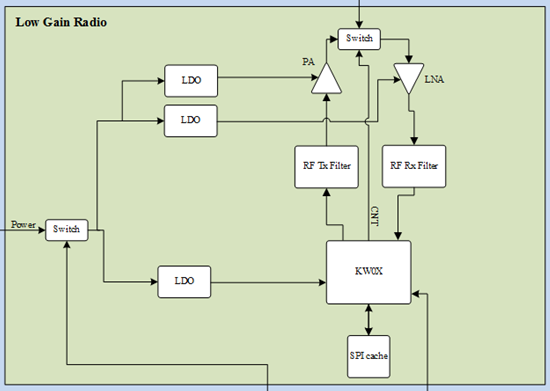 Low Gain Radio
Switch
PA
LNA
LDO
LDO
RF Tx Filter
RF Rx Filter
CNT
Power
Switch
LDO
KW0X
SPI cache